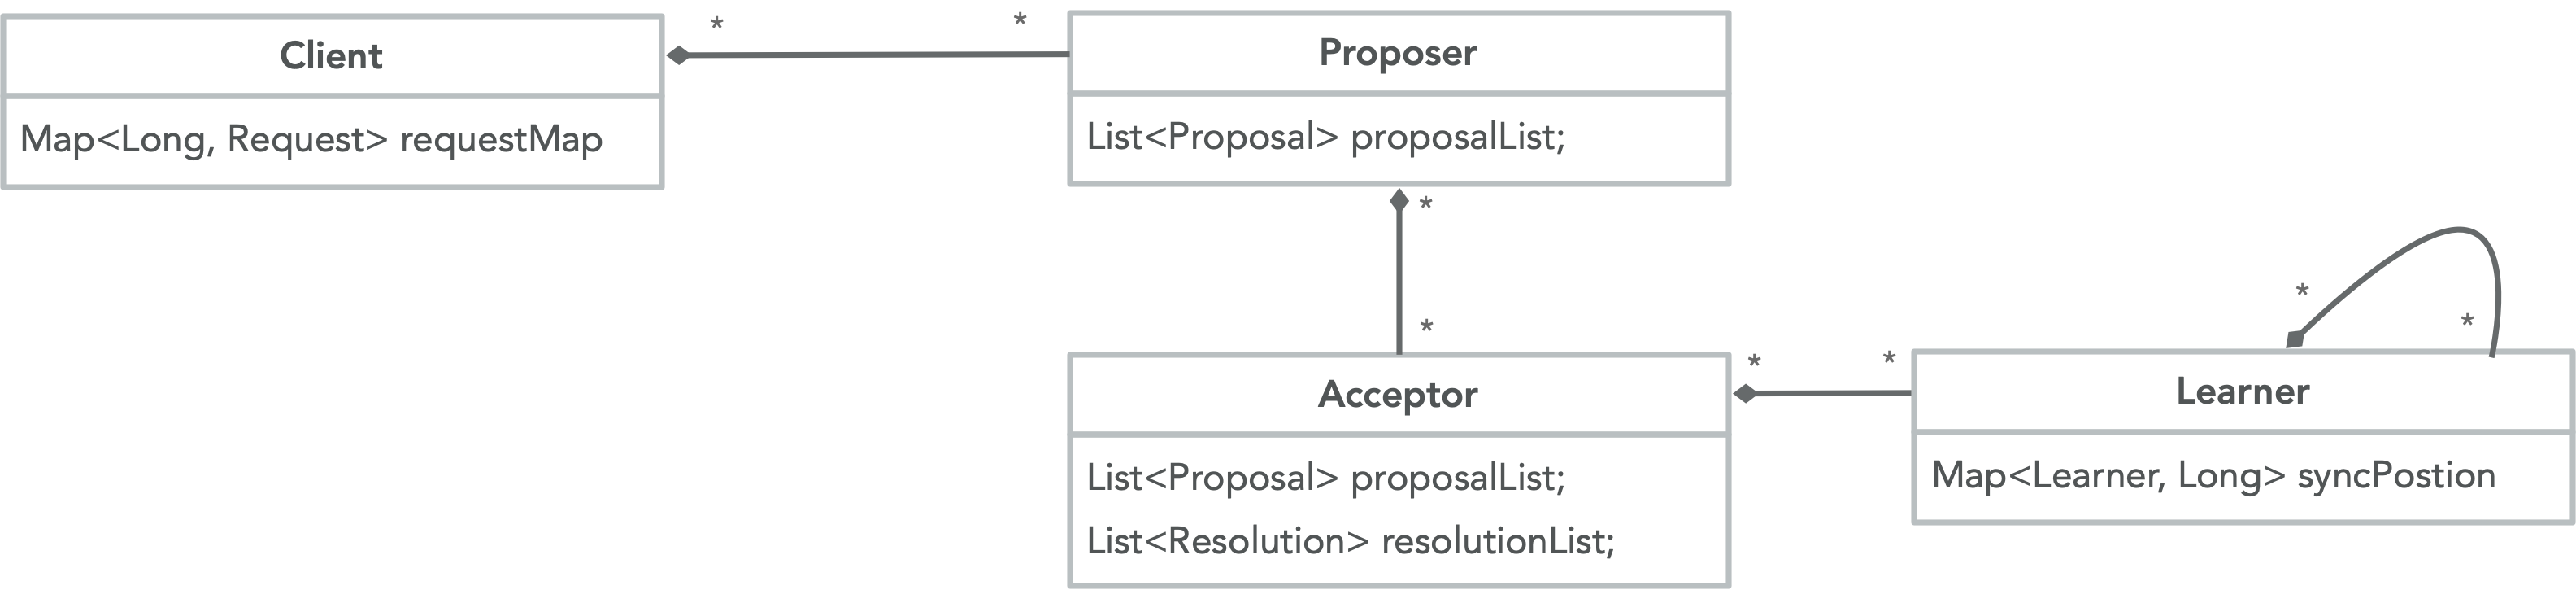 Client
* *
Map<Long, Request> requestMap
Proposer
List<Proposal> proposalList;
*
*
Acceptor
List<Proposal> proposalList;
List<Resolution> resolutionList;
* *
*
*
Learner
Map<Learner, Long> syncPostion